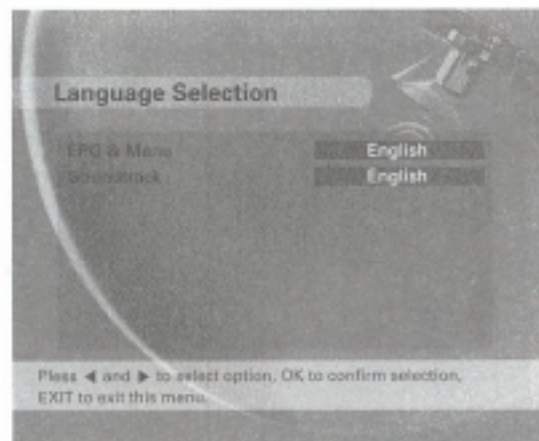 Language Selection
EPG & Menu English
Soundtrack English
Press ◀ and ▶ to select option, OK to confirm selection,
EXIT to exit this menu.